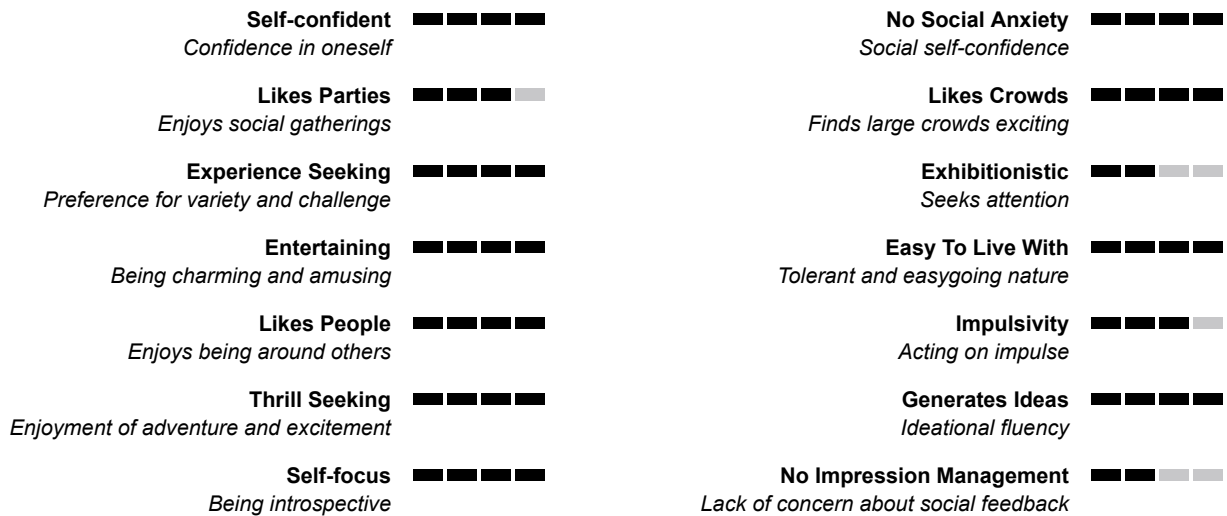 Self-confident
Confidence in oneself
Likes Parties
Enjoys social gatherings
Experience Seeking
Preference for variety and challenge
Entertaining
Being charming and amusing
Likes People
Enjoys being around others
Thrill Seeking
Enjoyment of adventure and excitement
Self-focus
Being introspective
No Social Anxiety
Social self-confidence
Likes Crowds
Finds large crowds exciting
Exhibitionistic
Seeks attention
Easy To Live With
Tolerant and easygoing nature
Impulsivity
Acting on impulse
Generates Ideas
Ideational fluency
No Impression Management
Lack of concern about social feedback